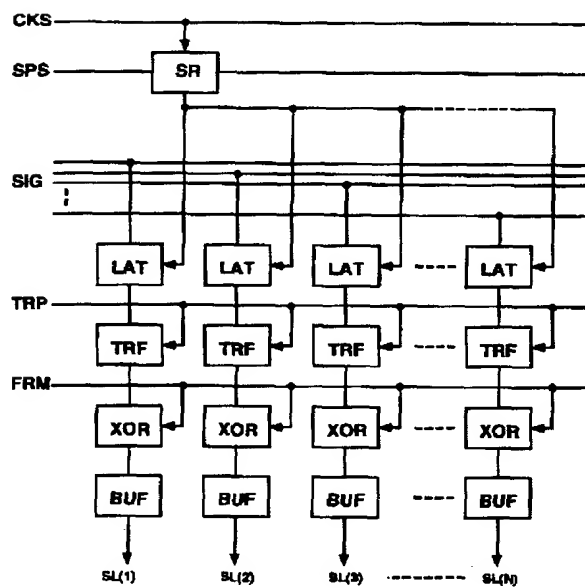 CKS
SPS
SR
SIG
LAT LAT LAT LAT
TRP
TRF TRF TRF TRF
FRM
XOR XOR XOR XOR
BUF BUF BUF BUF
SL(1) SL(2) SL(3) SL(N)